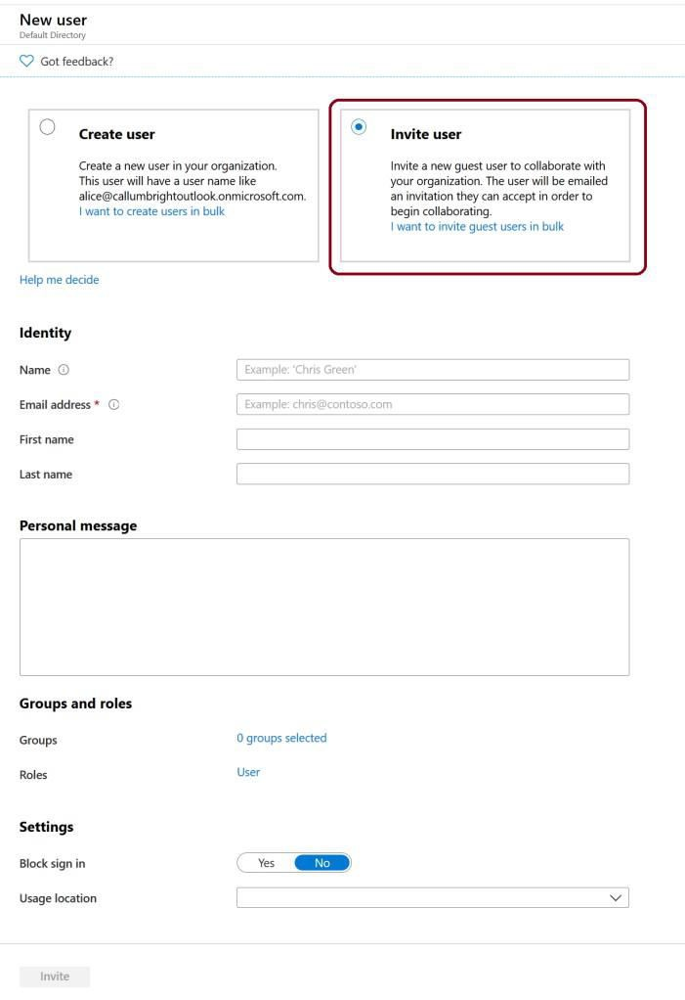 New user
Default Directory
Got feedback?
Create user
Create a new user in your organization.
This user will have a user name like
alice@callumbrightoutlook.onmicrosoft.com.
I want to create users in bulk
Invite user
Invite a new guest user to collaborate with
your organization. The user will be emailed
an invitation they can accept in order to
begin collaborating.
I want to invite guest users in bulk
Help me decide
Identity
Name
Example: 'Chris Green'
Email address *
Example: chris@contoso.com
First name
Last name
Personal message
Groups and roles
Groups
0 groups selected
Roles
User
Settings
Block sign in
Yes No
Usage location
Invite